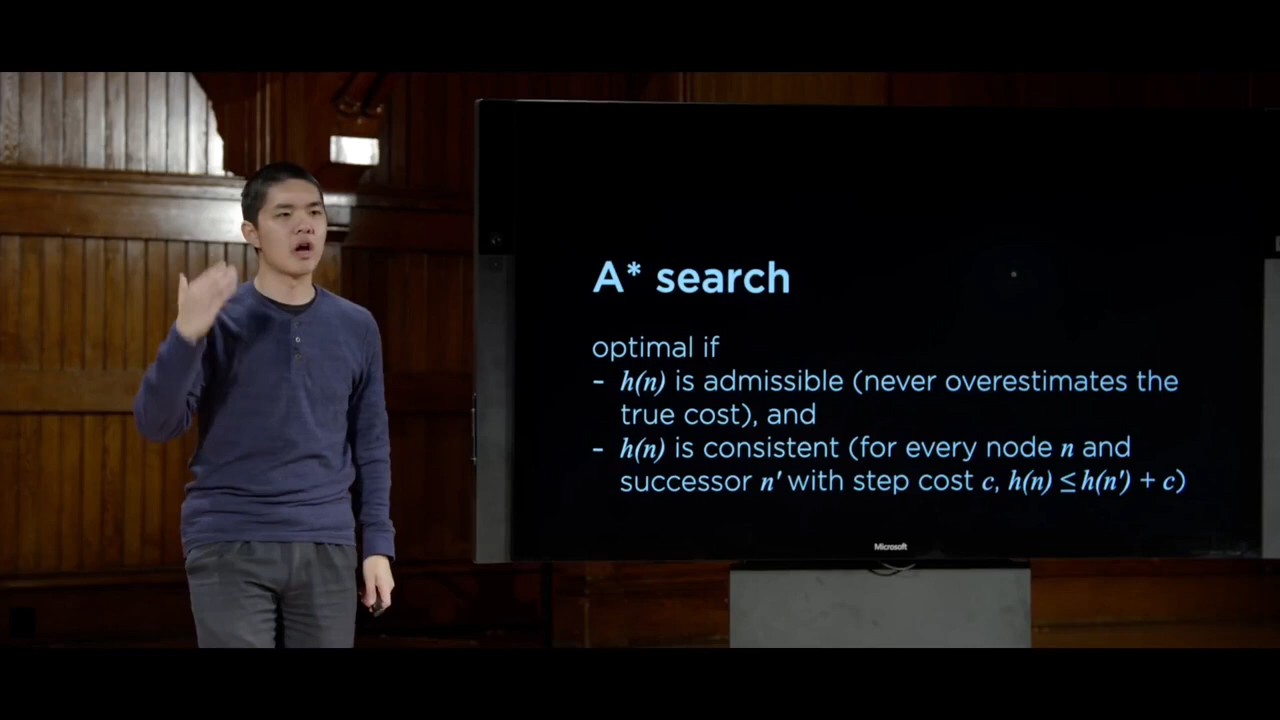 A* search
optimal if
- h(n) is admissible (never overestimates the
true cost), and
- h(n) is consistent (for every node n and
successor n' with step cost c, h(n) ≤ h(n') + c)
Microsoft